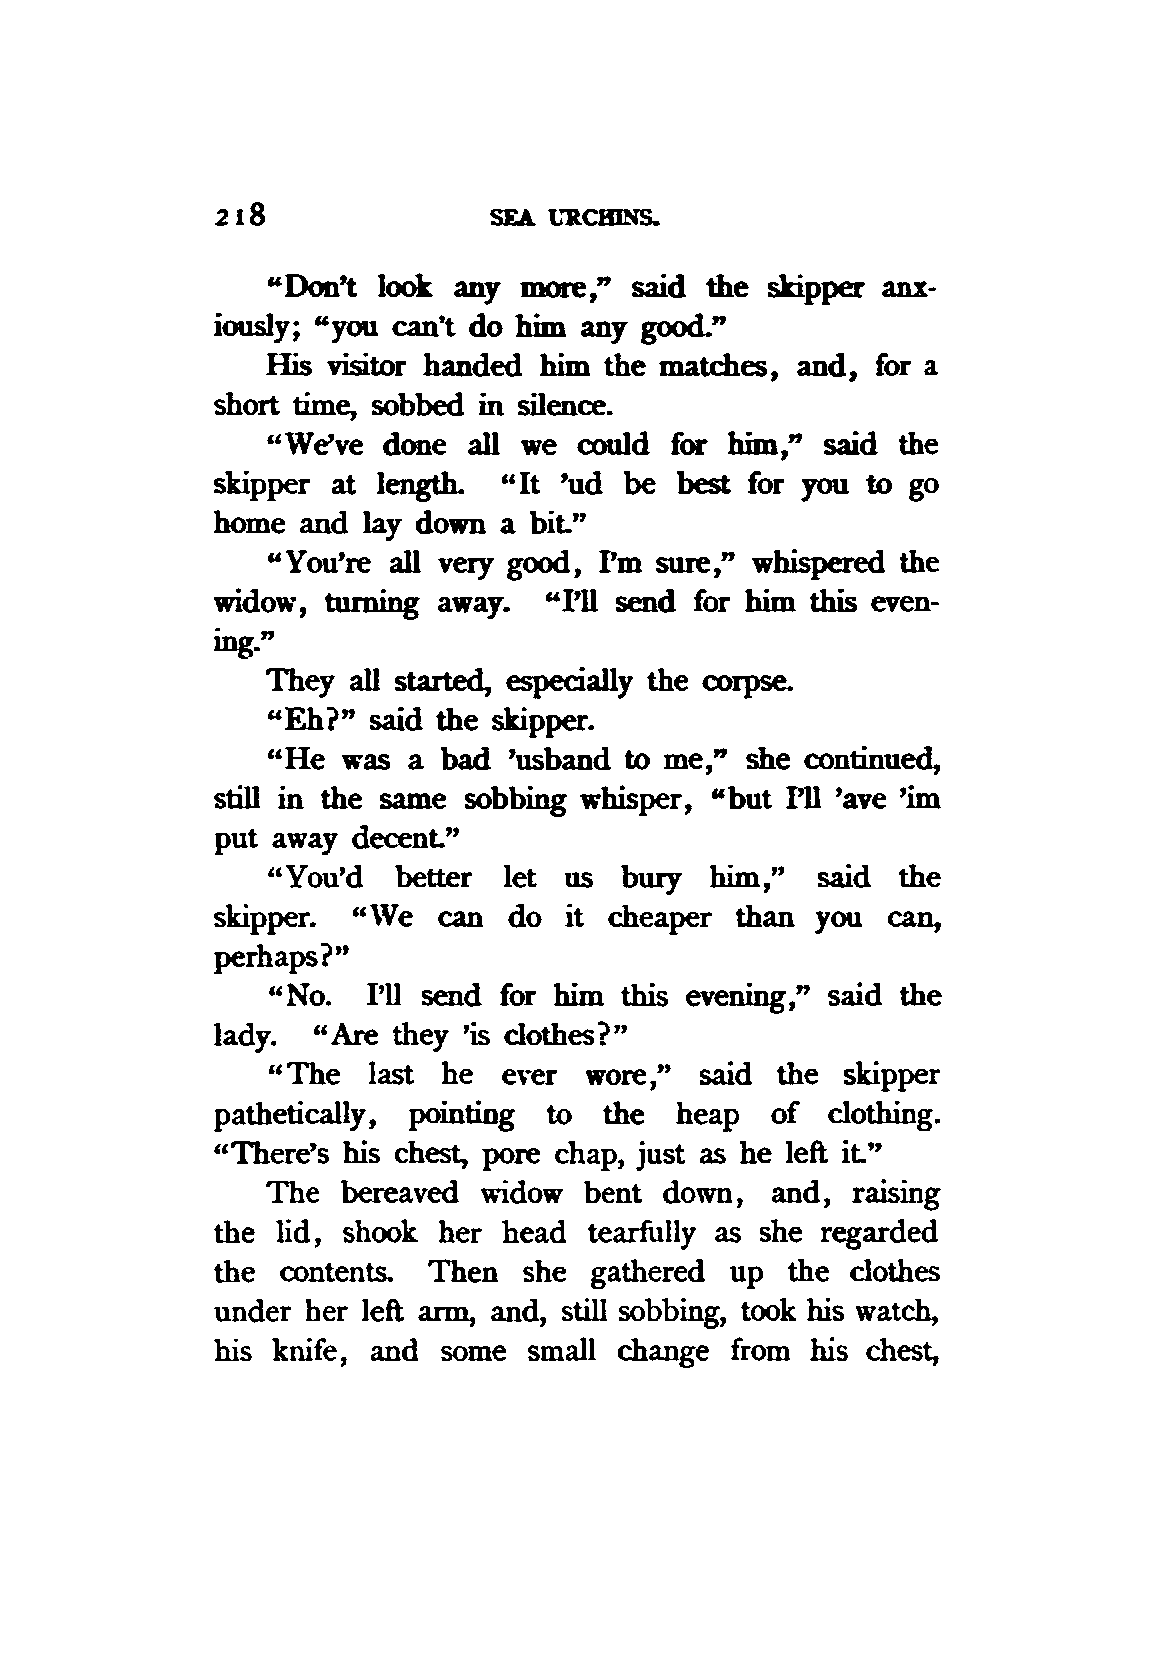 218 SEA URCHINS.
“Don’t look any more,” said the skipper anx-
iously; “you can’t do him any good.”
His visitor handed him the matches, and, for a
short time, sobbed in silence.
“We’ve done all we could for him,” said the
skipper at length. “It ’ud be best for you to go
home and lay down a bit.”
“You’re all very good, I’m sure,” whispered the
widow, turning away. “I’ll send for him this even-
ing.”
They all started, especially the corpse.
“Eh?” said the skipper.
“He was a bad ’usband to me,” she continued,
still in the same sobbing whisper, “but I’ll ’ave ’im
put away decent.”
“You’d better let us bury him,” said the
skipper. “We can do it cheaper than you can,
perhaps?”
“No. I’ll send for him this evening,” said the
lady. “Are they ’is clothes?”
“The last he ever wore,” said the skipper
pathetically, pointing to the heap of clothing.
“There’s his chest, pore chap, just as he left it.”
The bereaved widow bent down, and, raising
the lid, shook her head tearfully as she regarded
the contents. Then she gathered up the clothes
under her left arm, and, still sobbing, took his watch,
his knife, and some small change from his chest,